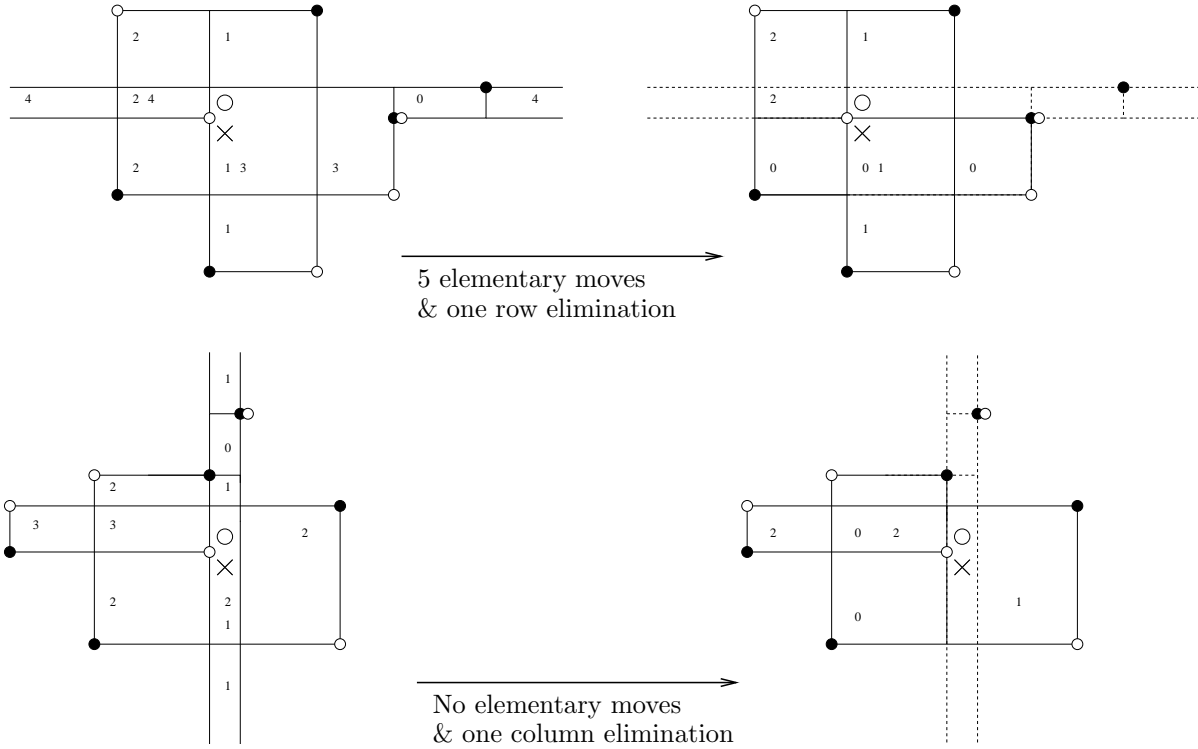 2 1 2 1
4 2 4 0 4 2
2 1 3 3 0 0 1 0
1 1
5 elementary moves
& one row elimination
1
0
2 1
3 3 2 2 0 2
2 2 1
1 0
1
No elementary moves
& one column elimination